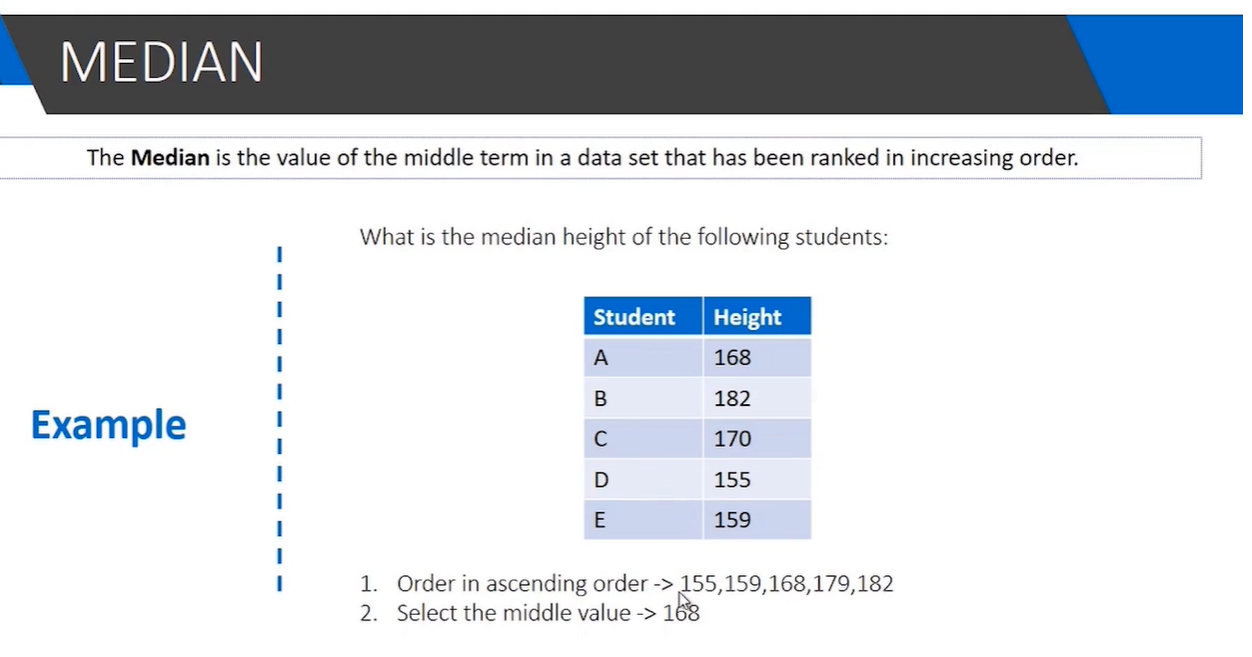 MEDIAN
The Median is the value of the middle term in a data set that has been ranked in increasing order.
What is the median height of the following students:
Example
Student Height
A 168
B 182
C 170
D 155
E 159
1. Order in ascending order -> 155,159,168,179,182
2. Select the middle value -> 168